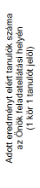 Adott eredményt elért tanulók száma
az Önök feladatellátási helyén
(1 kör 1 tanulót jelöl)